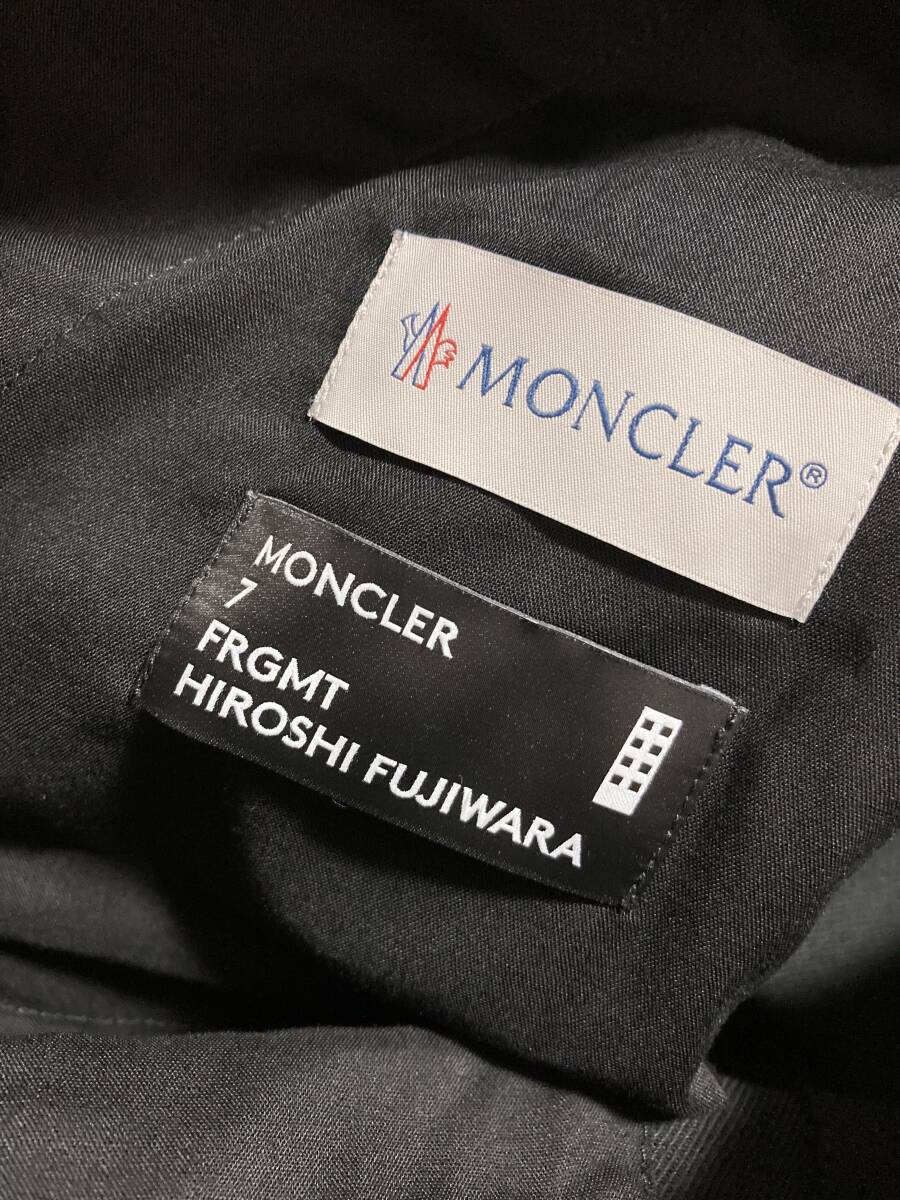 MONCLER®
MONCLER
7
FRGMT
HIROSHI FUJIWARA